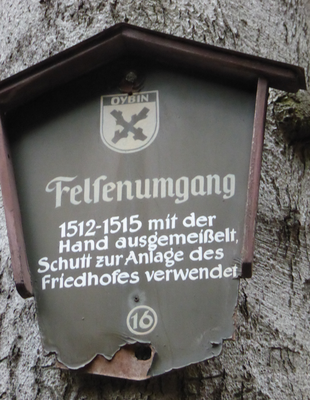 OYBIN
Felsenumgang
1512-1515 mit der
Hand ausgemeißelt,
Schutt zur Anlage des
Friedhofes verwendet
16